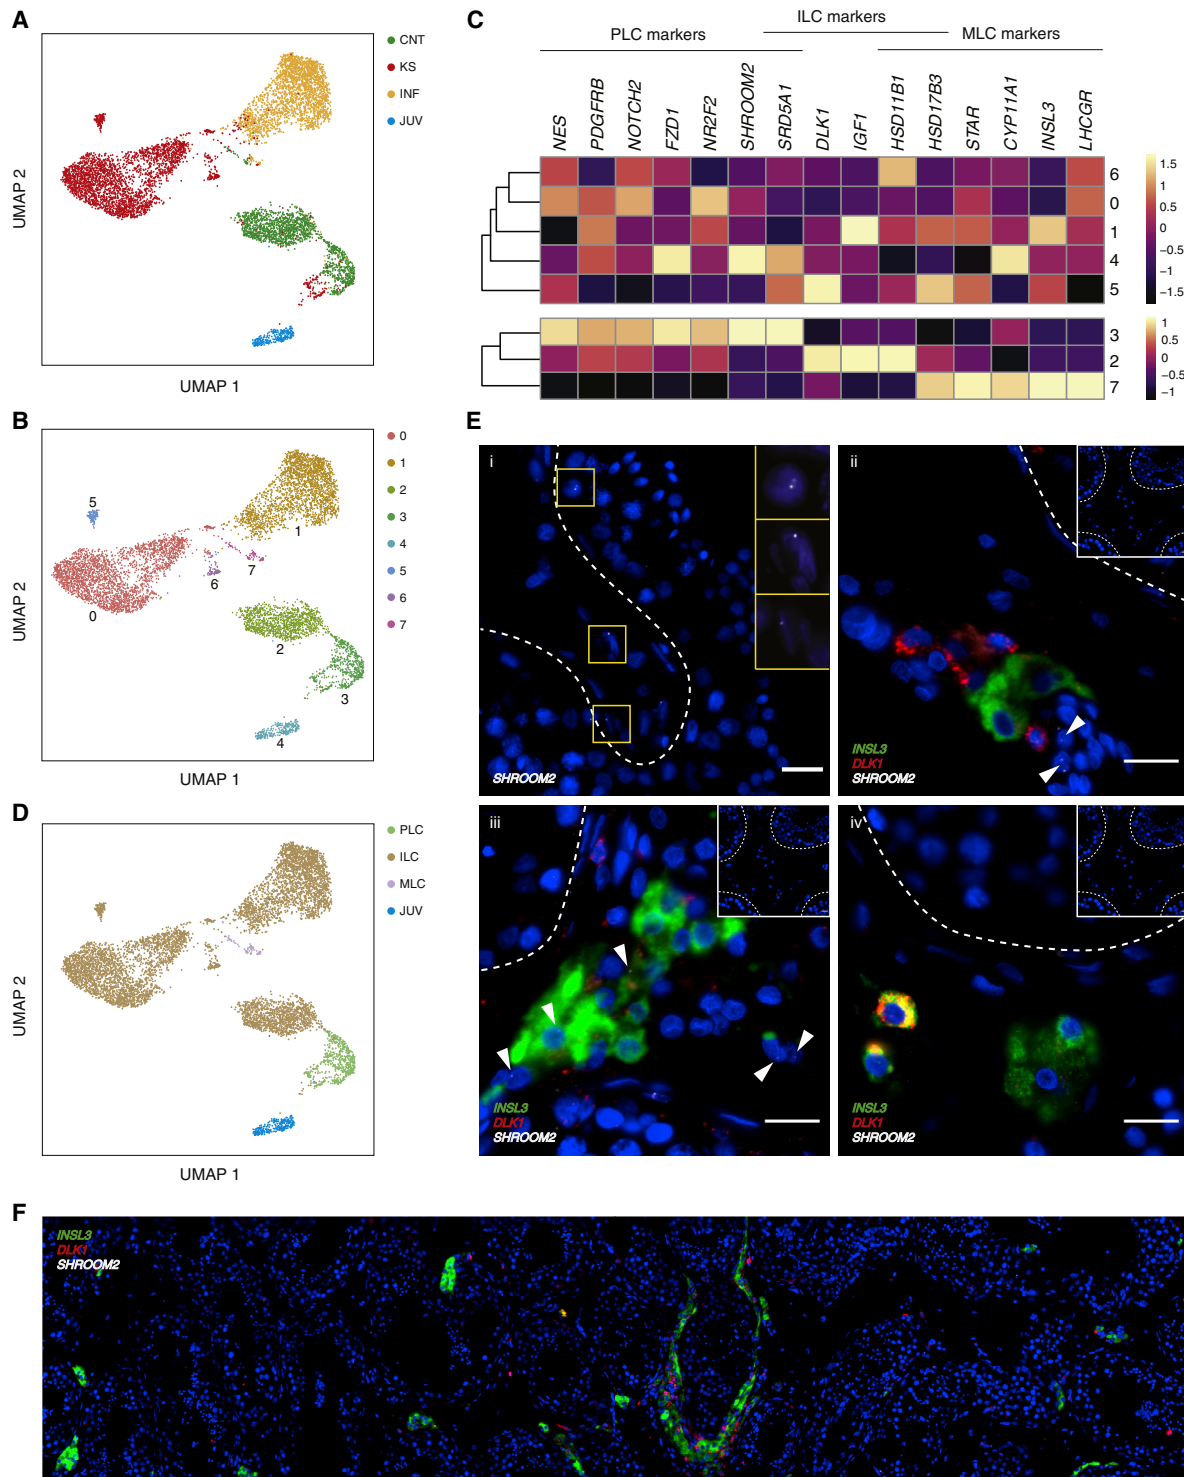 A
CNT
KS
INF
JUV
UMAP 2
UMAP 1
B
0
1
2
3
4
5
6
7
5
1
7
6
0
2
3
4
UMAP 2
UMAP 1
C
ILC markers
PLC markers
MLC markers
NES
PDGFRB
NOTCH2
FZD1
NR2F2
SHROOM2
SRD5A1
DLK1
IGF1
HSD11B1
HSD17B3
STAR
CYP11A1
INSL3
LHCGR
6
0
1
4
5
3
2
7
1.5
1
0.5
0
−0.5
−1
−1.5
1
0.5
0
−0.5
−1
D
PLC
ILC
MLC
JUV
UMAP 2
UMAP 1
E
i
SHROOM2
ii
INSL3
DLK1
SHROOM2
iii
INSL3
DLK1
SHROOM2
iv
INSL3
DLK1
SHROOM2
F
INSL3
DLK1
SHROOM2